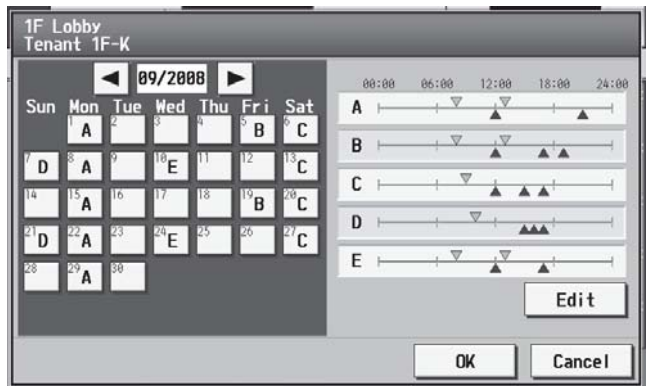 1F Lobby
Tenant 1F-K
09/2008
Sun Mon Tue Wed Thu Fri Sat
1 A 2 3 4 5 B 6 C
7 D 8 A 9 10 E 11 12 13 C
14 15 A 16 17 18 19 B 20 C
21 D 22 A 23 24 E 25 26 27 C
28 29 A 30
00:00 06:00 12:00 18:00 24:00
A
B
C
D
E
Edit
OK Cancel